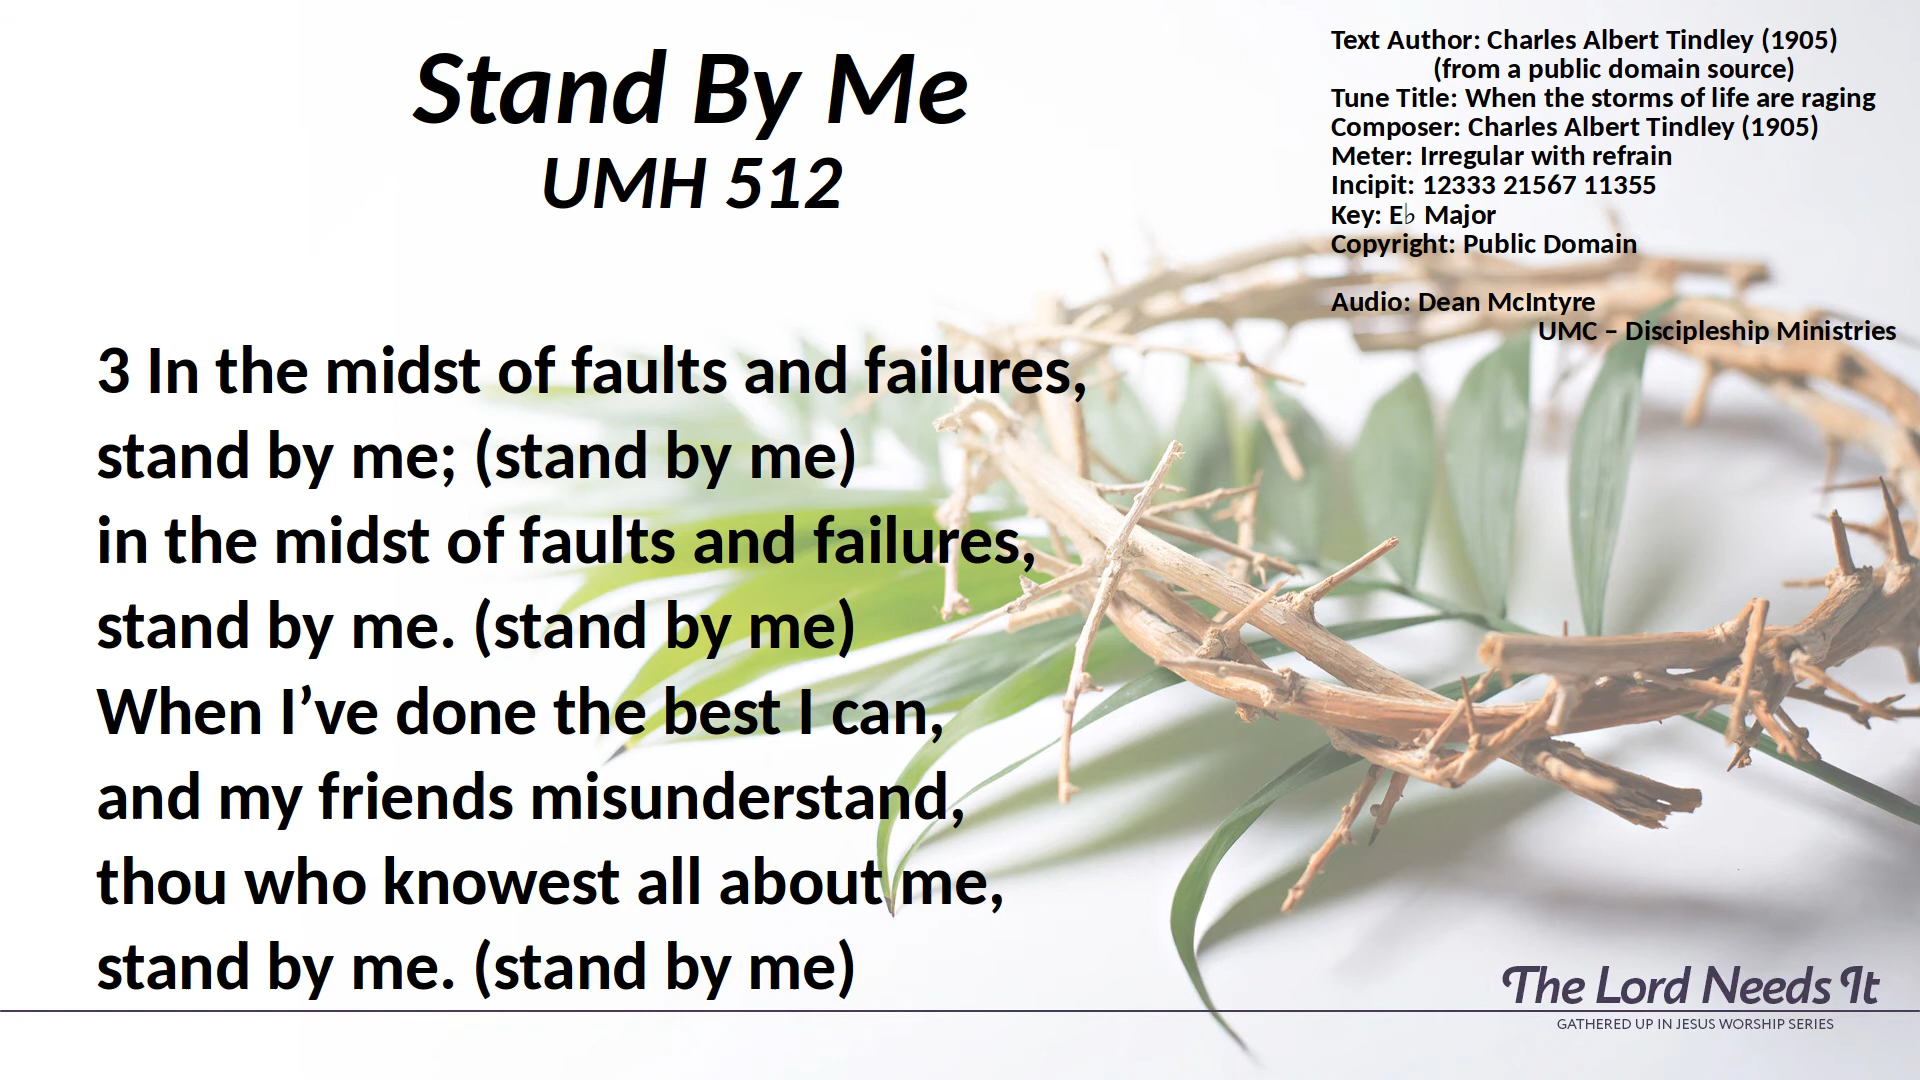 Stand By Me
UMH 512
Text Author: Charles Albert Tindley (1905)
(from a public domain source)
Tune Title: When the storms of life are raging
Composer: Charles Albert Tindley (1905)
Meter: Irregular with refrain
Incipit: 12333 21567 11355
Key: E♭ Major
Copyright: Public Domain
Audio: Dean McIntyre
UMC – Discipleship Ministries
3 In the midst of faults and failures,
stand by me; (stand by me)
in the midst of faults and failures,
stand by me. (stand by me)
When I’ve done the best I can,
and my friends misunderstand,
thou who knowest all about me,
stand by me. (stand by me)
The Lord Needs It
GATHERED UP IN JESUS WORSHIP SERIES